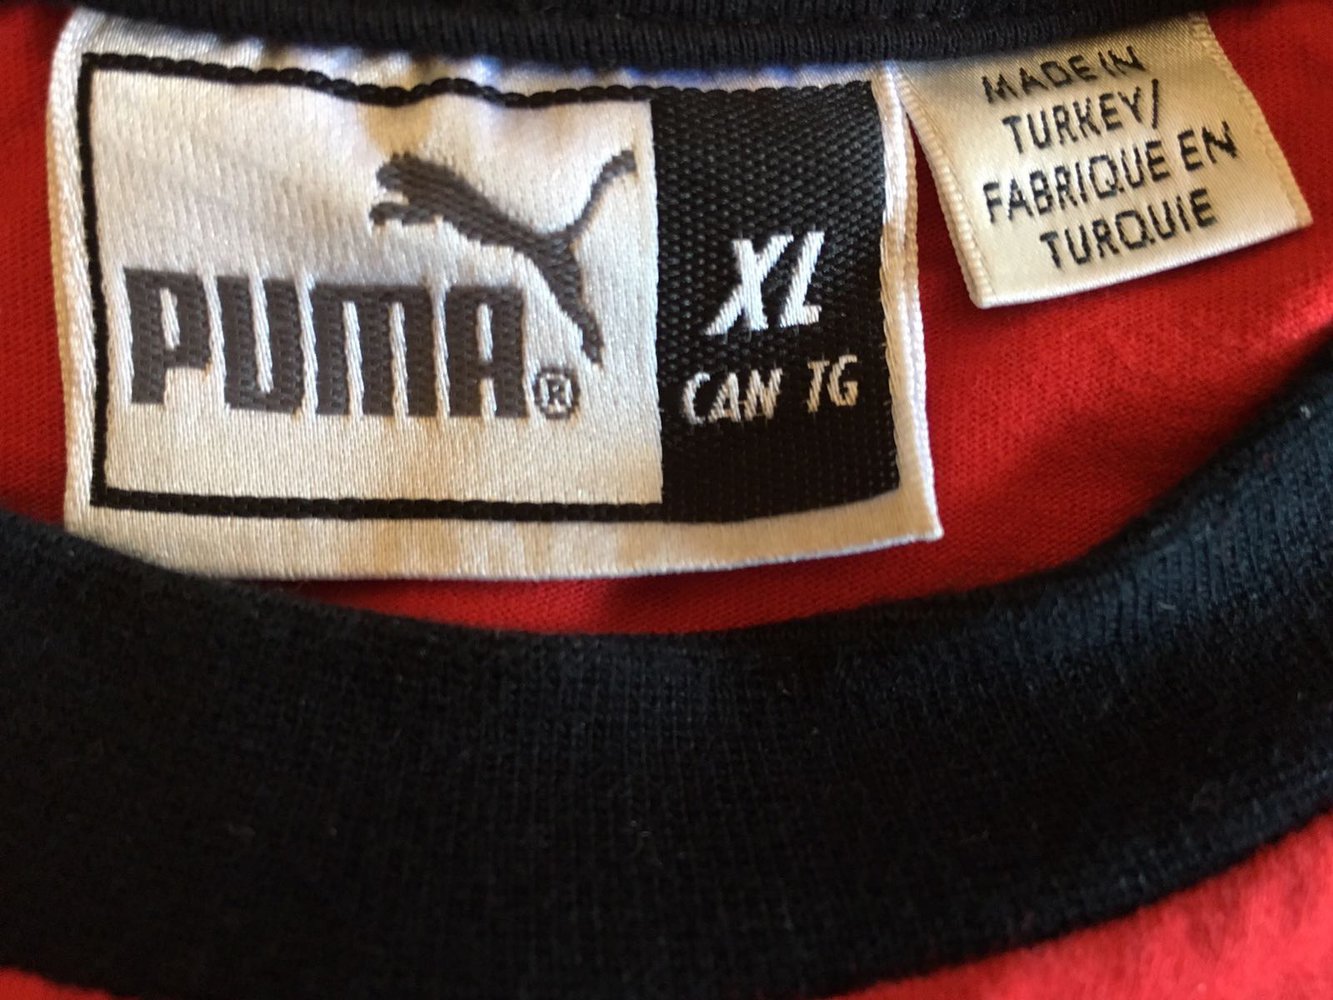 PUMA®
XL
CAN TG
MADE IN
TURKEY/
FABRIQUE EN
TURQUIE